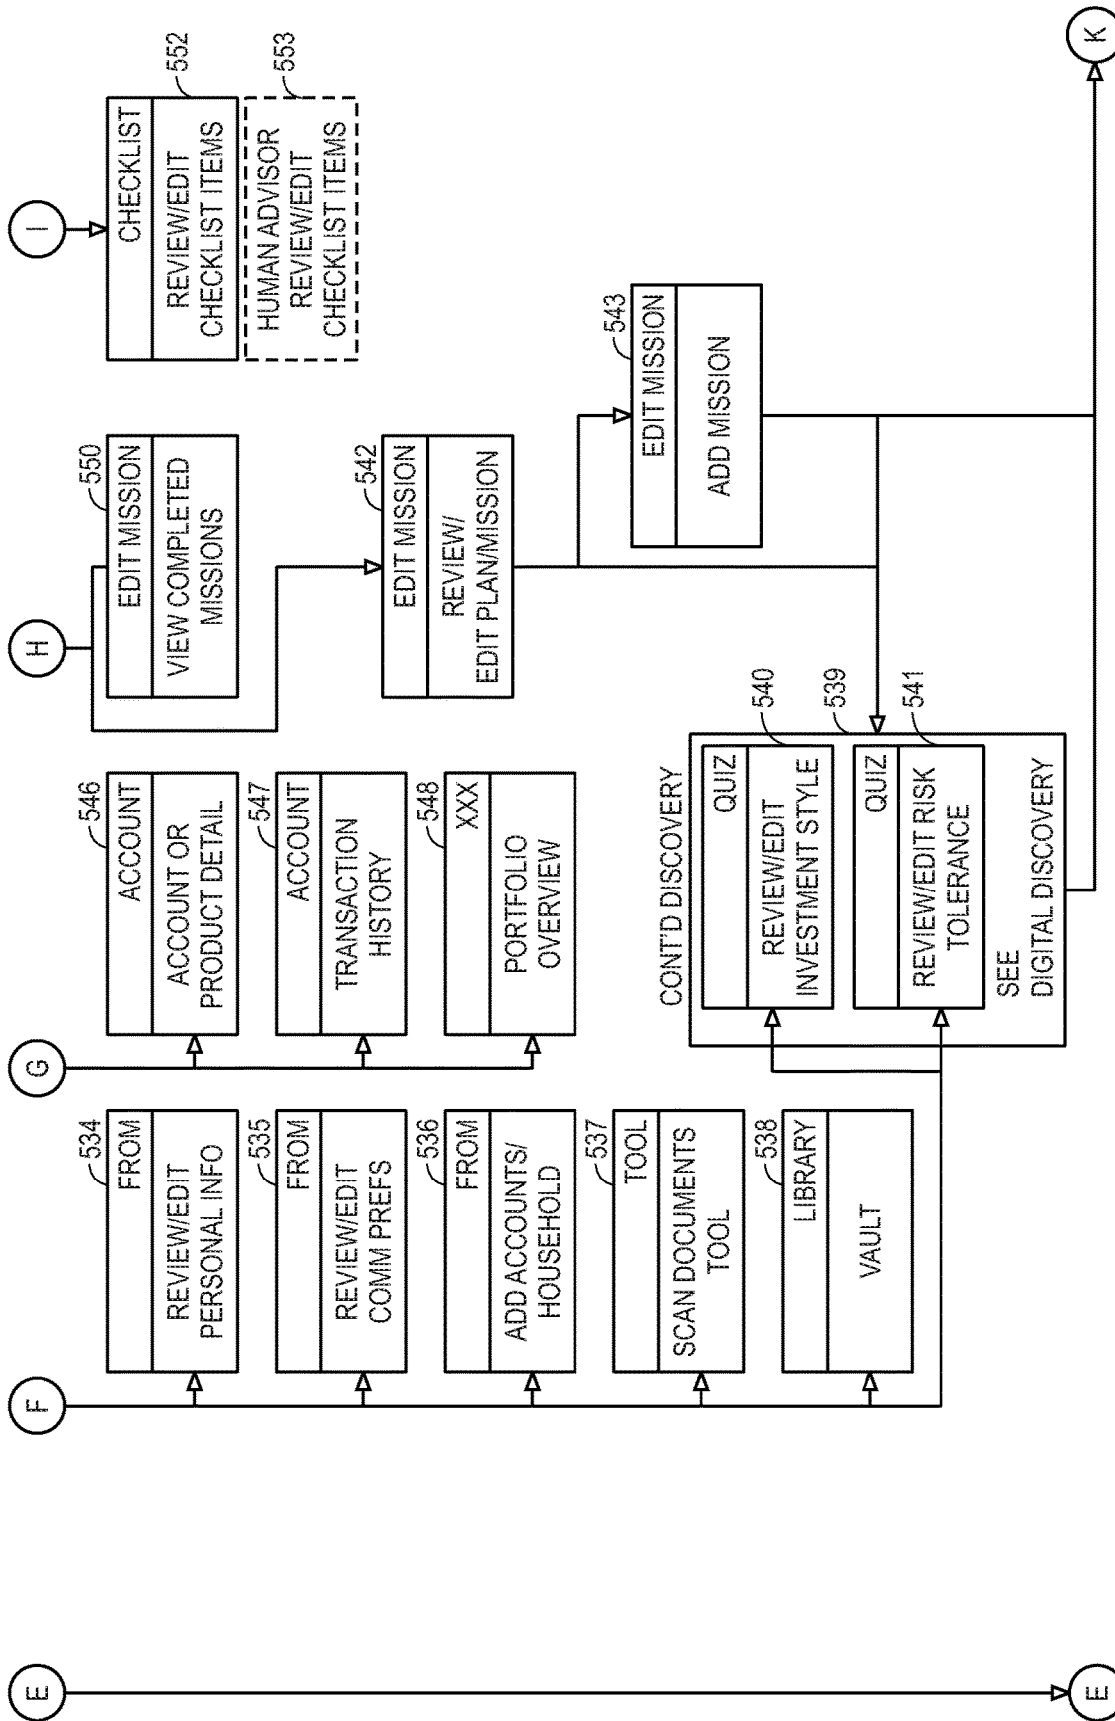 E
F
G
H
I
534
FROM
REVIEW/EDIT
PERSONAL INFO
535
FROM
REVIEW/EDIT
COMM PREFS
536
FROM
ADD ACCOUNTS/
HOUSEHOLD
537
TOOL
SCAN DOCUMENTS
TOOL
538
LIBRARY
VAULT
546
ACCOUNT
ACCOUNT OR
PRODUCT DETAIL
547
ACCOUNT
TRANSACTION
HISTORY
548
XXX
PORTFOLIO
OVERVIEW
CONT'D DISCOVERY
QUIZ
540
REVIEW/EDIT
INVESTMENT STYLE
539
QUIZ
541
REVIEW/EDIT RISK
TOLERANCE
SEE
DIGITAL DISCOVERY
550
EDIT MISSION
VIEW COMPLETED
MISSIONS
542
EDIT MISSION
REVIEW/
EDIT PLAN/MISSION
543
EDIT MISSION
ADD MISSION
CHECKLIST
552
REVIEW/EDIT
CHECKLIST ITEMS
553
HUMAN ADVISOR
REVIEW/EDIT
CHECKLIST ITEMS
E
K